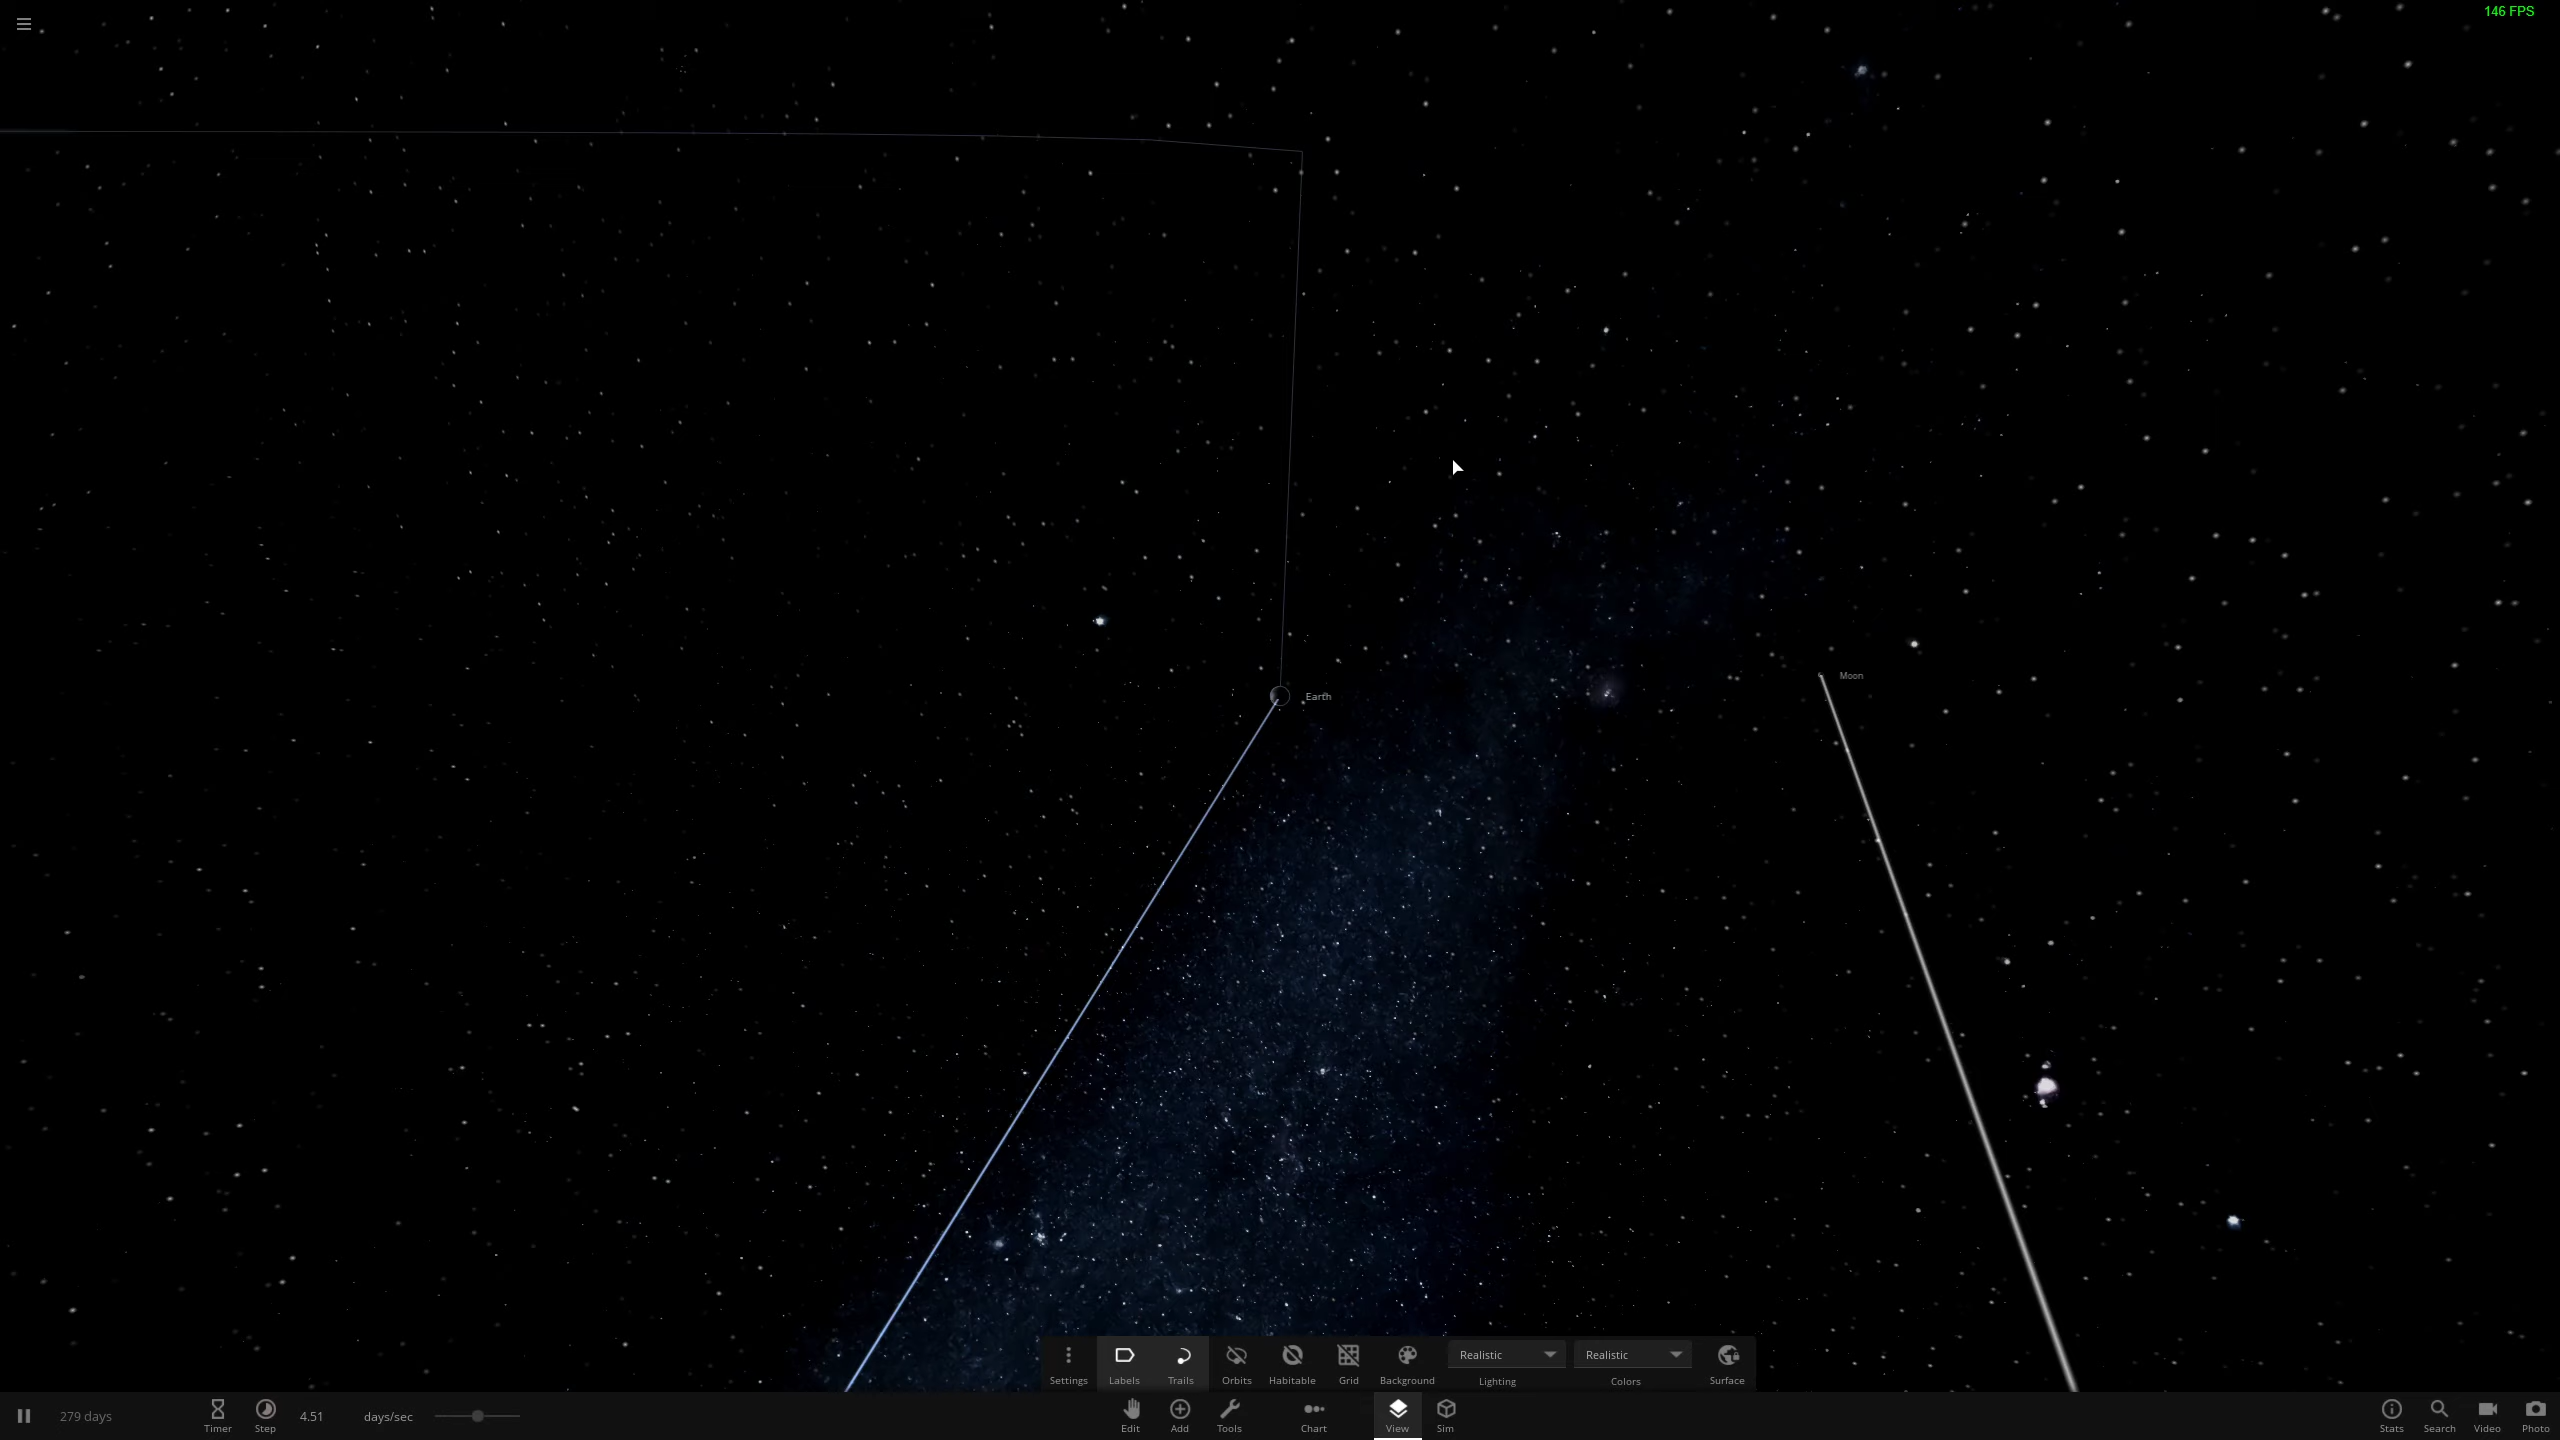 146 FPS
Earth
Moon
Realistic
Realistic
Settings
Labels
Trails
Orbits
Habitable
Grid
Background
Lighting
Colors
Surface
279 days
Timer
Step
4.51
days/sec
Edit
Add
Tools
Chart
View
Sim
Stats
Search
Video
Photo